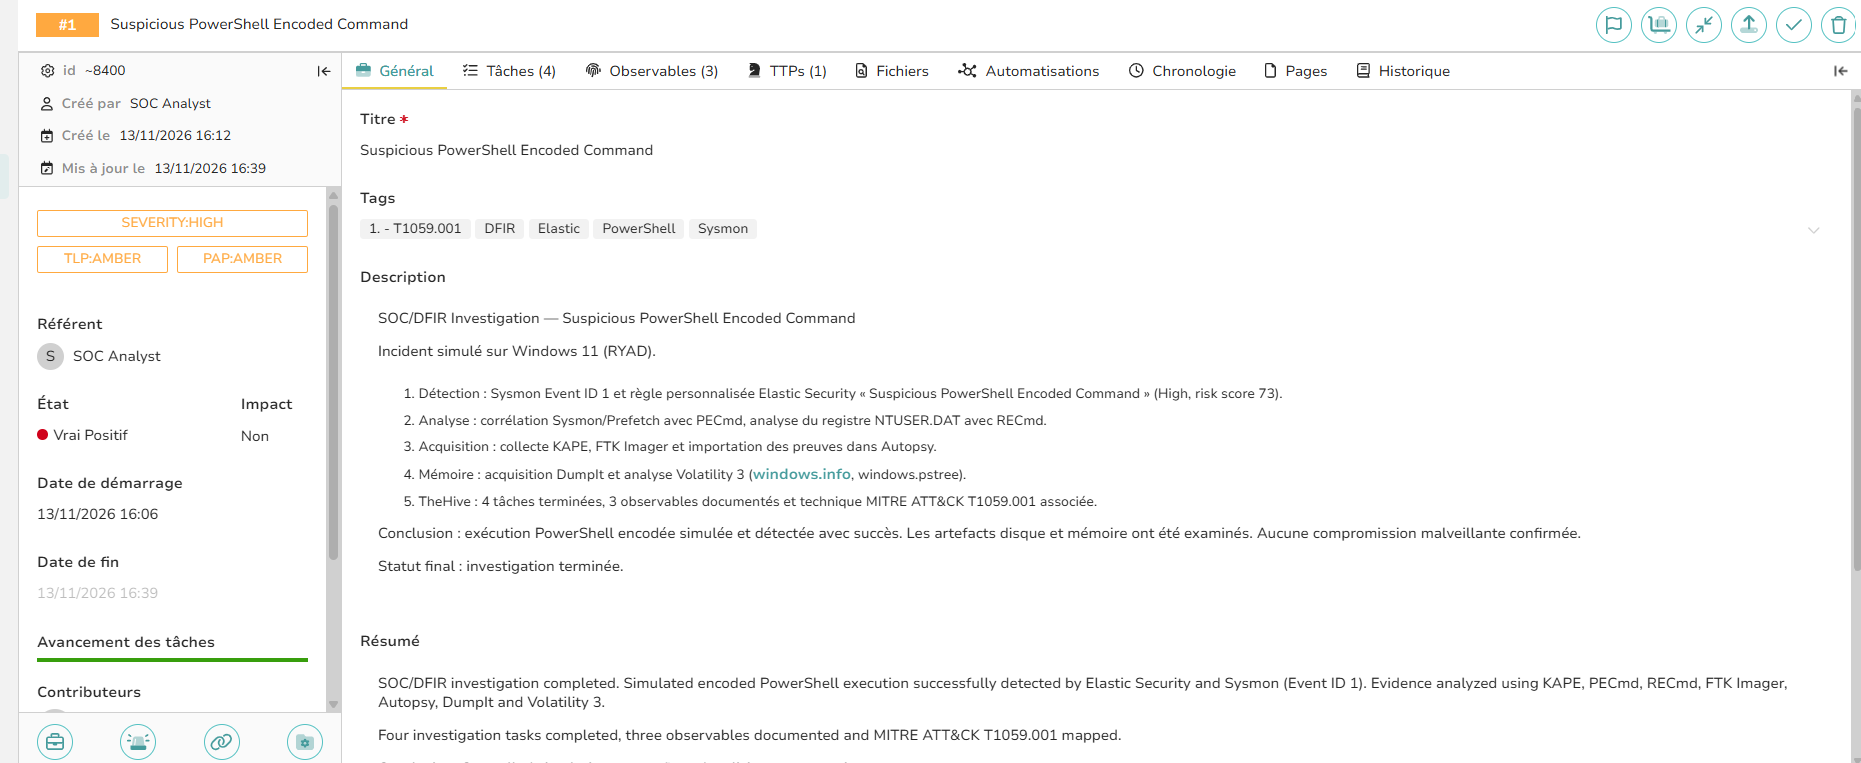 #1 Suspicious PowerShell Encoded Command
id ~8400
Créé par SOC Analyst
Créé le 13/11/2026 16:12
Mis à jour le 13/11/2026 16:39
SEVERITY:HIGH
TLP:AMBER PAP:AMBER
Référent
S SOC Analyst
État Impact
Vrai Positif Non
Date de démarrage
13/11/2026 16:06
Date de fin
13/11/2026 16:39
Avancement des tâches
Contributeurs
Général Tâches (4) Observables (3) TTPs (1) Fichiers Automatisations Chronologie Pages Historique
Titre *
Suspicious PowerShell Encoded Command
Tags
1. - T1059.001 DFIR Elastic PowerShell Sysmon
Description
SOC/DFIR Investigation — Suspicious PowerShell Encoded Command
Incident simulé sur Windows 11 (RYAD).
1. Détection : Sysmon Event ID 1 et règle personnalisée Elastic Security « Suspicious PowerShell Encoded Command » (High, risk score 73).
2. Analyse : corrélation Sysmon/Prefetch avec PECmd, analyse du registre NTUSER.DAT avec RECmd.
3. Acquisition : collecte KAPE, FTK Imager et importation des preuves dans Autopsy.
4. Mémoire : acquisition DumpIt et analyse Volatility 3 (windows.info, windows.pstree).
5. TheHive : 4 tâches terminées, 3 observables documentés et technique MITRE ATT&CK T1059.001 associée.
Conclusion : exécution PowerShell encodée simulée et détectée avec succès. Les artefacts disque et mémoire ont été examinés. Aucune compromission malveillante confirmée.
Statut final : investigation terminée.
Résumé
SOC/DFIR investigation completed. Simulated encoded PowerShell execution successfully detected by Elastic Security and Sysmon (Event ID 1). Evidence analyzed using KAPE, PECmd, RECmd, FTK Imager,
Autopsy, DumpIt and Volatility 3.
Four investigation tasks completed, three observables documented and MITRE ATT&CK T1059.001 mapped.